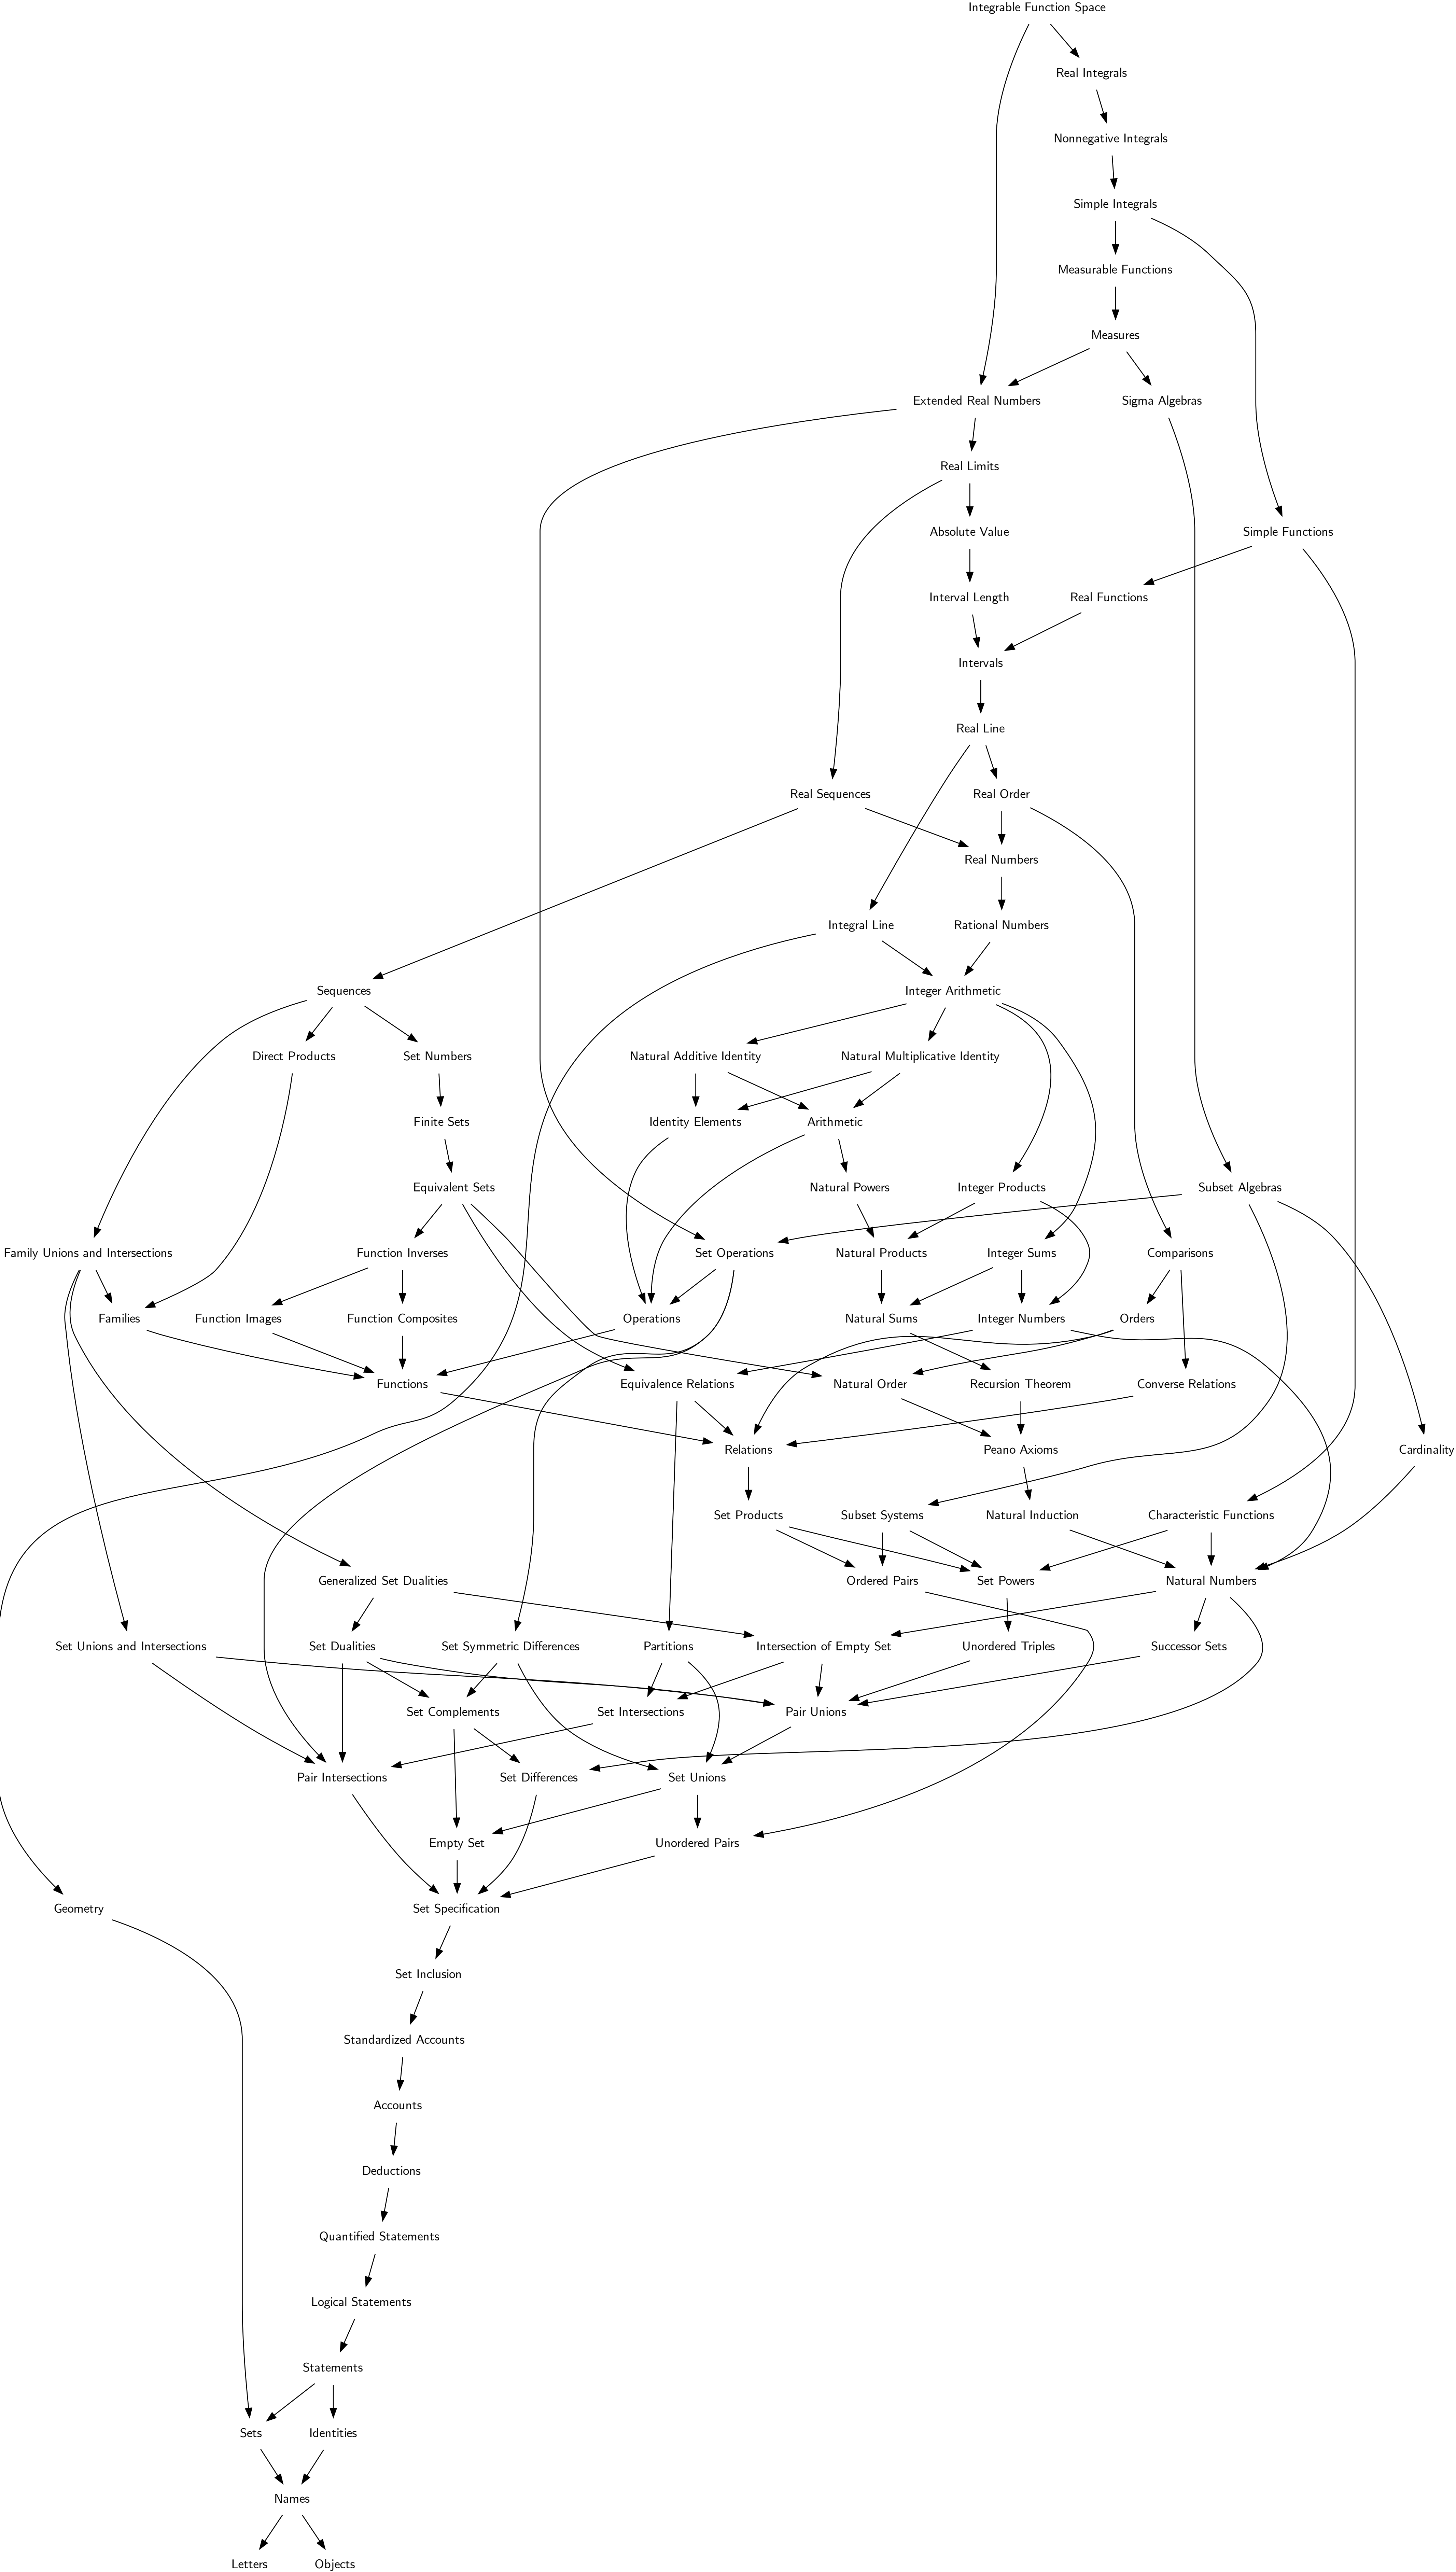 Integrable Function Space
Real Integrals
Nonnegative Integrals
Simple Integrals
Measurable Functions
Measures
Extended Real Numbers
Sigma Algebras
Real Limits
Absolute Value
Simple Functions
Interval Length
Real Functions
Intervals
Real Line
Real Sequences
Real Order
Real Numbers
Integral Line
Rational Numbers
Sequences
Integer Arithmetic
Direct Products
Set Numbers
Natural Additive Identity
Natural Multiplicative Identity
Finite Sets
Identity Elements
Arithmetic
Equivalent Sets
Natural Powers
Integer Products
Subset Algebras
Family Unions and Intersections
Function Inverses
Set Operations
Natural Products
Integer Sums
Comparisons
Families
Function Images
Function Composites
Operations
Natural Sums
Integer Numbers
Orders
Functions
Equivalence Relations
Natural Order
Recursion Theorem
Converse Relations
Relations
Peano Axioms
Cardinality
Set Products
Subset Systems
Natural Induction
Characteristic Functions
Generalized Set Dualities
Ordered Pairs
Set Powers
Natural Numbers
Set Unions and Intersections
Set Dualities
Set Symmetric Differences
Partitions
Intersection of Empty Set
Unordered Triples
Successor Sets
Set Complements
Set Intersections
Pair Unions
Pair Intersections
Set Differences
Set Unions
Empty Set
Unordered Pairs
Geometry
Set Specification
Set Inclusion
Standardized Accounts
Accounts
Deductions
Quantified Statements
Logical Statements
Statements
Sets
Identities
Names
Letters
Objects